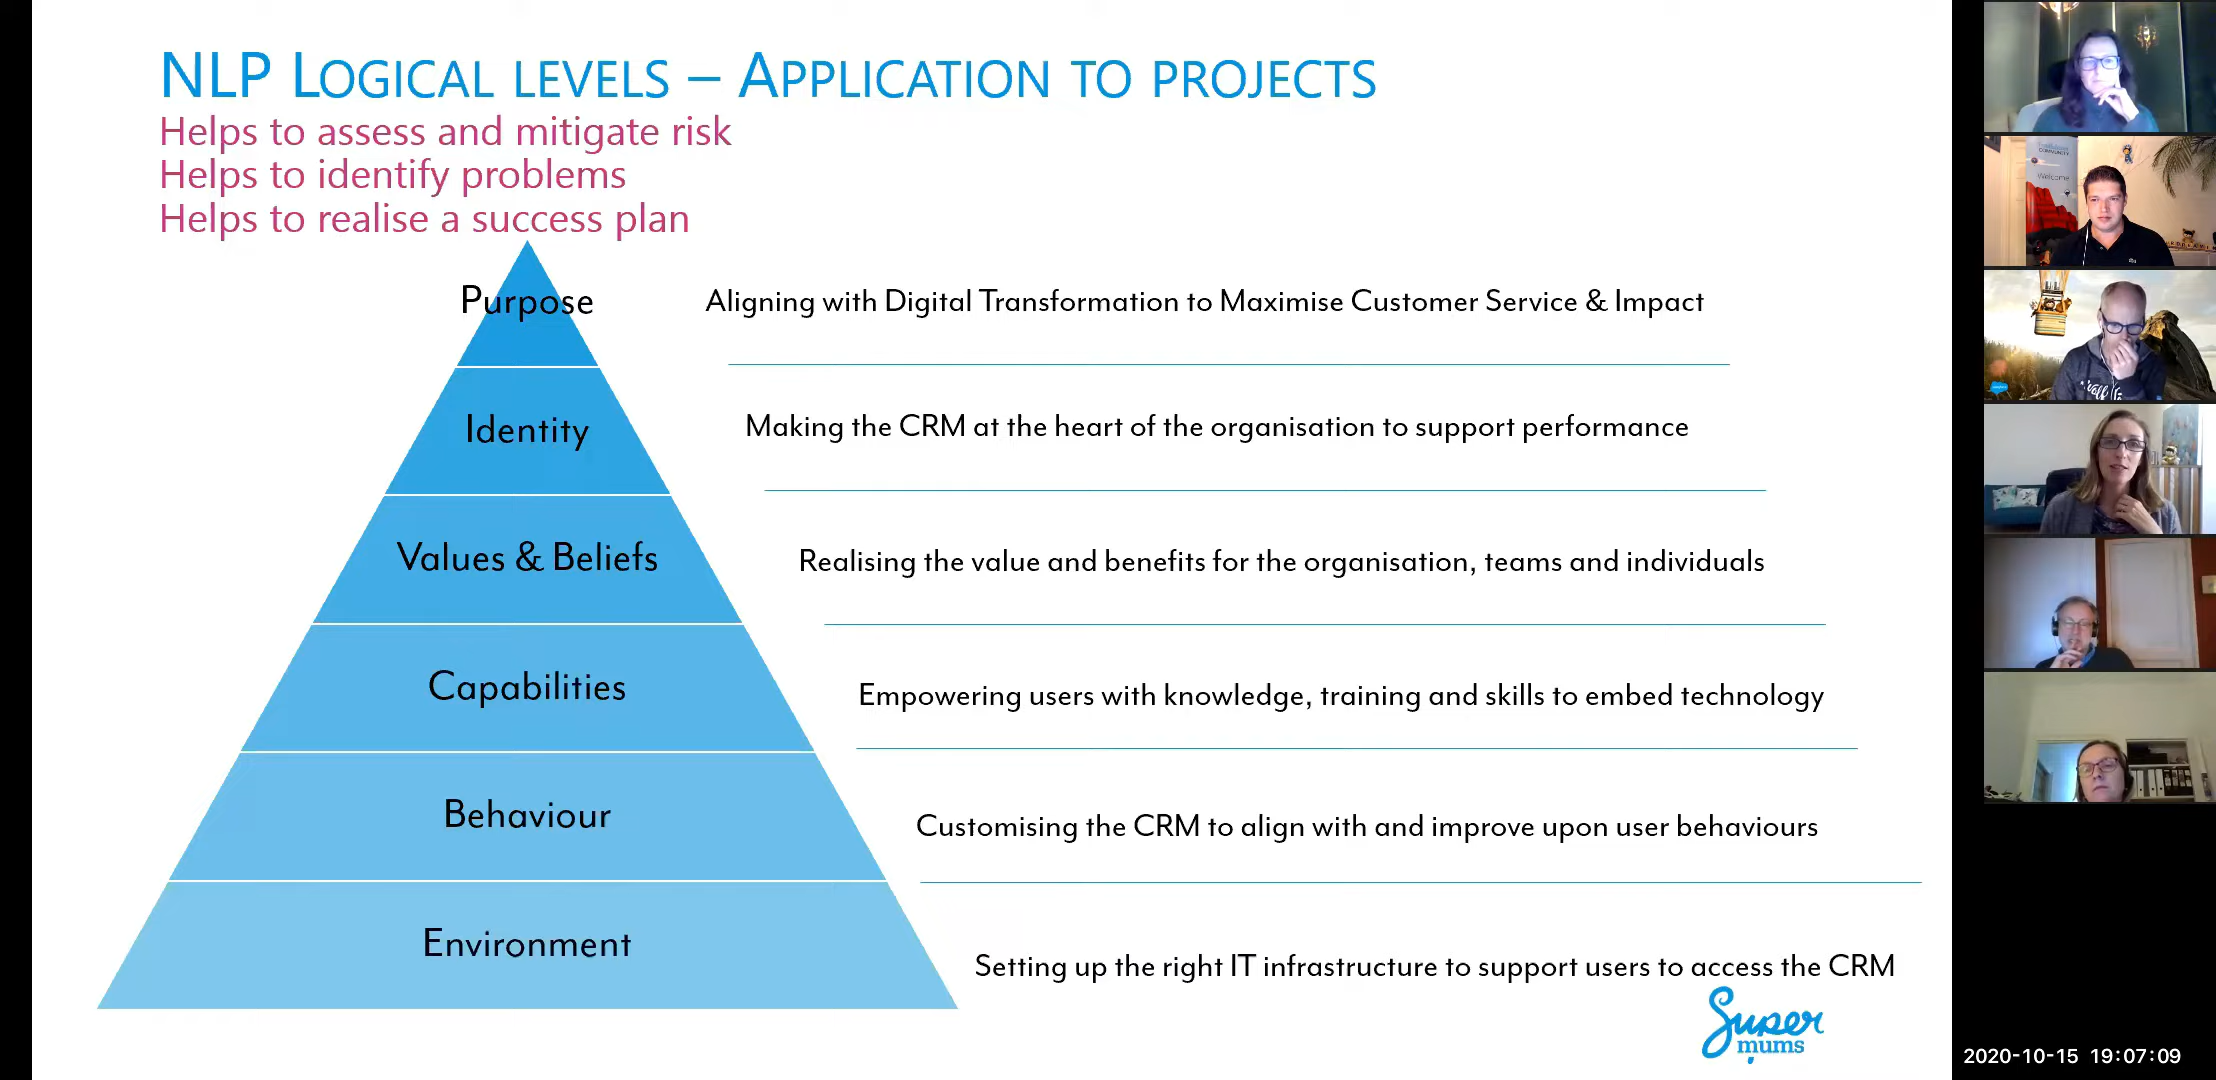 NLP LOGICAL LEVELS – APPLICATION TO PROJECTS
Helps to assess and mitigate risk
Helps to identify problems
Helps to realise a success plan
Purpose
Aligning with Digital Transformation to Maximise Customer Service & Impact
Identity
Making the CRM at the heart of the organisation to support performance
Values & Beliefs
Realising the value and benefits for the organisation, teams and individuals
Capabilities
Empowering users with knowledge, training and skills to embed technology
Behaviour
Customising the CRM to align with and improve upon user behaviours
Environment
Setting up the right IT infrastructure to support users to access the CRM
Super
mums
COMMUNITY
Welcome
2020-10-15 19:07:09